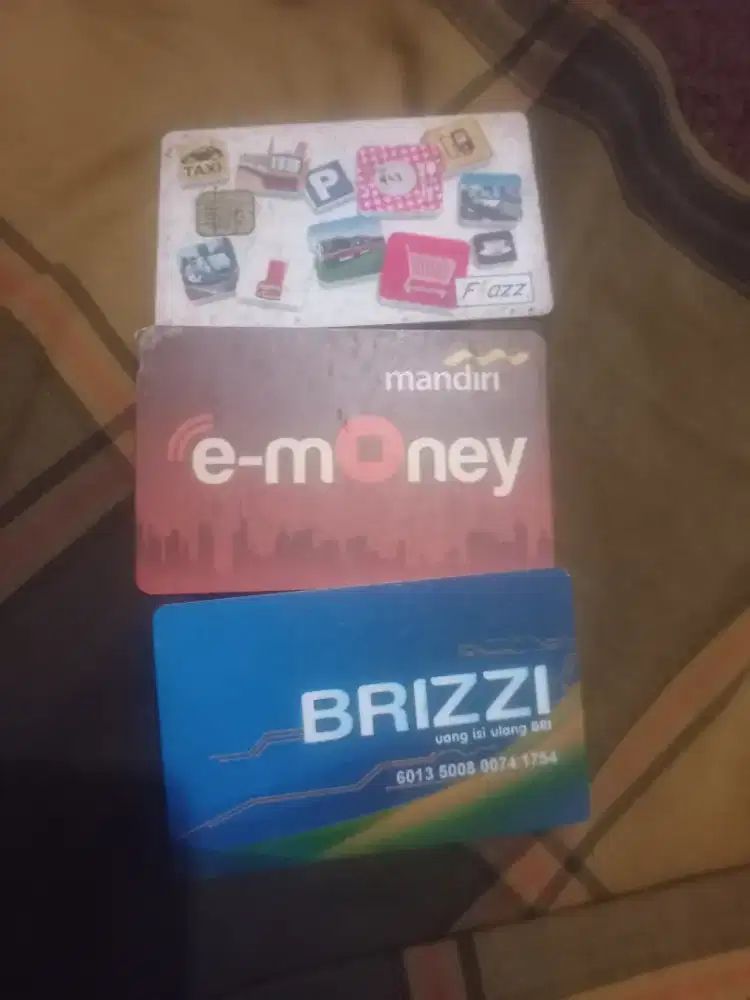 TAXI
P
Flazz
mandiri
e-money
BRIZZI
uang isi ulang BRI
6013 5008 0074 1754